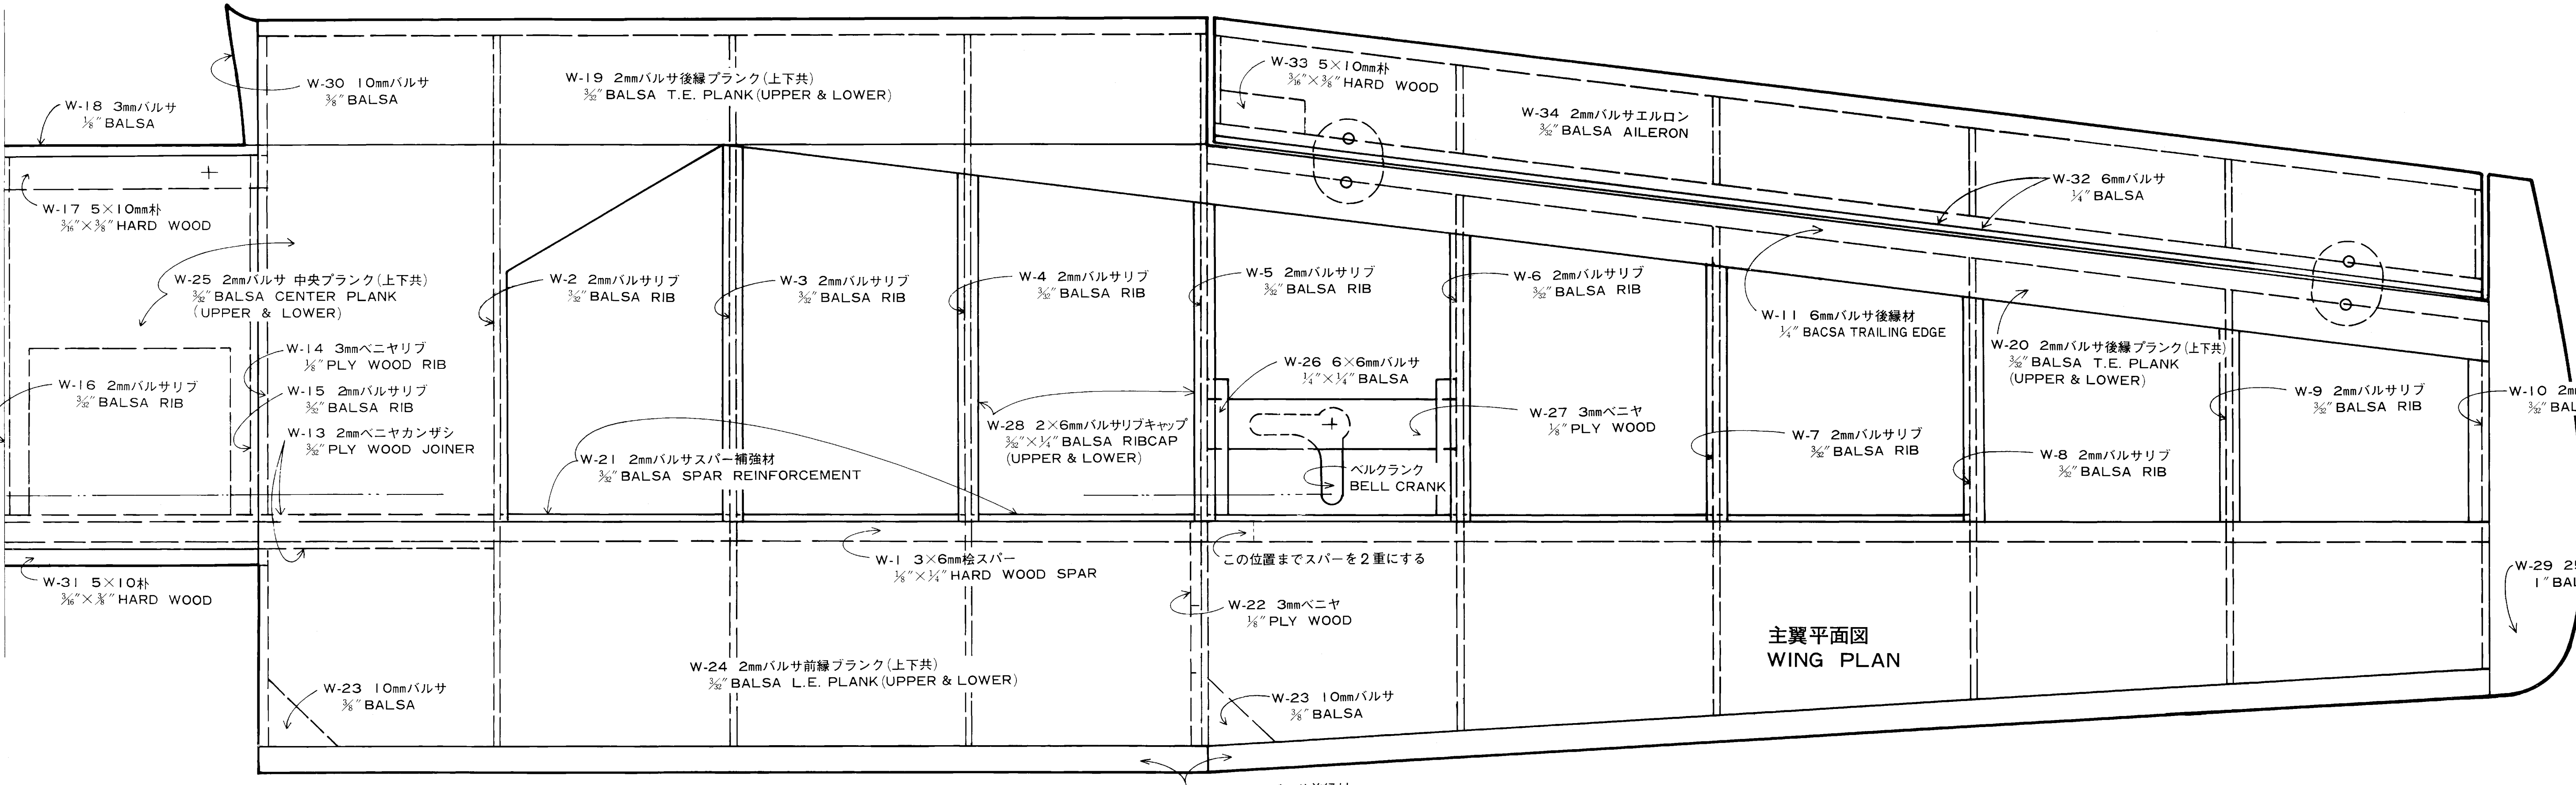 W-30 10mmバルサ
3/8" BALSA
W-19 2mmバルサ後縁プランク(上下共)
3/32" BALSA T.E. PLANK(UPPER & LOWER)
W-18 3mmバルサ
1/8" BALSA
W-33 5×10mm朴
3/16"×3/8" HARD WOOD
W-34 2mmバルサエルロン
3/32" BALSA AILERON
W-32 6mmバルサ
1/4" BALSA
W-17 5×10mm朴
3/16"×3/8" HARD WOOD
W-25 2mmバルサ 中央プランク(上下共)
3/32" BALSA CENTER PLANK
(UPPER & LOWER)
W-2 2mmバルサリブ
3/32" BALSA RIB
W-3 2mmバルサリブ
3/32" BALSA RIB
W-4 2mmバルサリブ
3/32" BALSA RIB
W-5 2mmバルサリブ
3/32" BALSA RIB
W-6 2mmバルサリブ
3/32" BALSA RIB
W-11 6mmバルサ後縁材
1/4" BACSA TRAILING EDGE
W-20 2mmバルサ後縁プランク(上下共)
3/32" BALSA T.E. PLANK
(UPPER & LOWER)
W-14 3mmベニヤリブ
1/8" PLY WOOD RIB
W-16 2mmバルサリブ
3/32" BALSA RIB
W-15 2mmバルサリブ
3/32" BALSA RIB
W-13 2mmベニヤカンザシ
3/32" PLY WOOD JOINER
W-26 6×6mmバルサ
1/4"×1/4" BALSA
W-28 2×6mmバルサリブキャップ
3/32"×1/4" BALSA RIBCAP
(UPPER & LOWER)
W-27 3mmベニヤ
1/8" PLY WOOD
W-9 2mmバルサリブ
3/32" BALSA RIB
W-10 2m
3/32" BAL
W-7 2mmバルサリブ
3/32" BALSA RIB
W-8 2mmバルサリブ
3/32" BALSA RIB
W-21 2mmバルサスパー補強材
3/32" BALSA SPAR REINFORCEMENT
ベルクランク
BELL CRANK
W-1 3×6mm桧スパー
1/8"×1/4" HARD WOOD SPAR
この位置までスパーを2重にする
W-31 5×10朴
3/16"×3/8" HARD WOOD
W-29 2
1" BAL
W-22 3mmベニヤ
1/8" PLY WOOD
主翼平面図
WING PLAN
W-24 2mmバルサ前縁プランク(上下共)
3/32" BALSA L.E. PLANK(UPPER & LOWER)
W-23 10mmバルサ
3/8" BALSA
W-23 10mmバルサ
3/8" BALSA